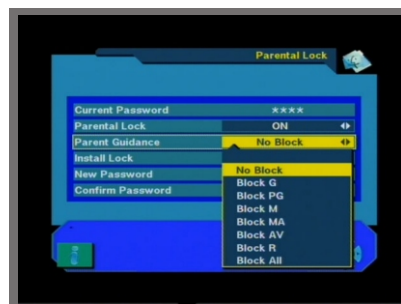 Parental Lock
Current Password ****
Parental Lock ON
Parent Guidance No Block
Install Lock
New Password
Confirm Password
No Block
Block G
Block PG
Block M
Block MA
Block AV
Block R
Block All